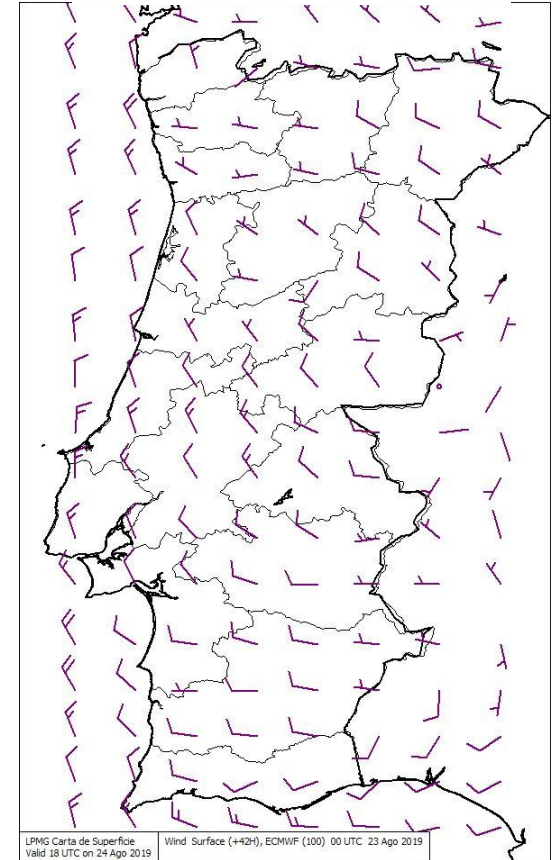 LPMG Carta de Superficie
Valid 18 UTC on 24 Ago 2019
Wind Surface (+42H), ECMWF (100) 00 UTC 23 Ago 2019